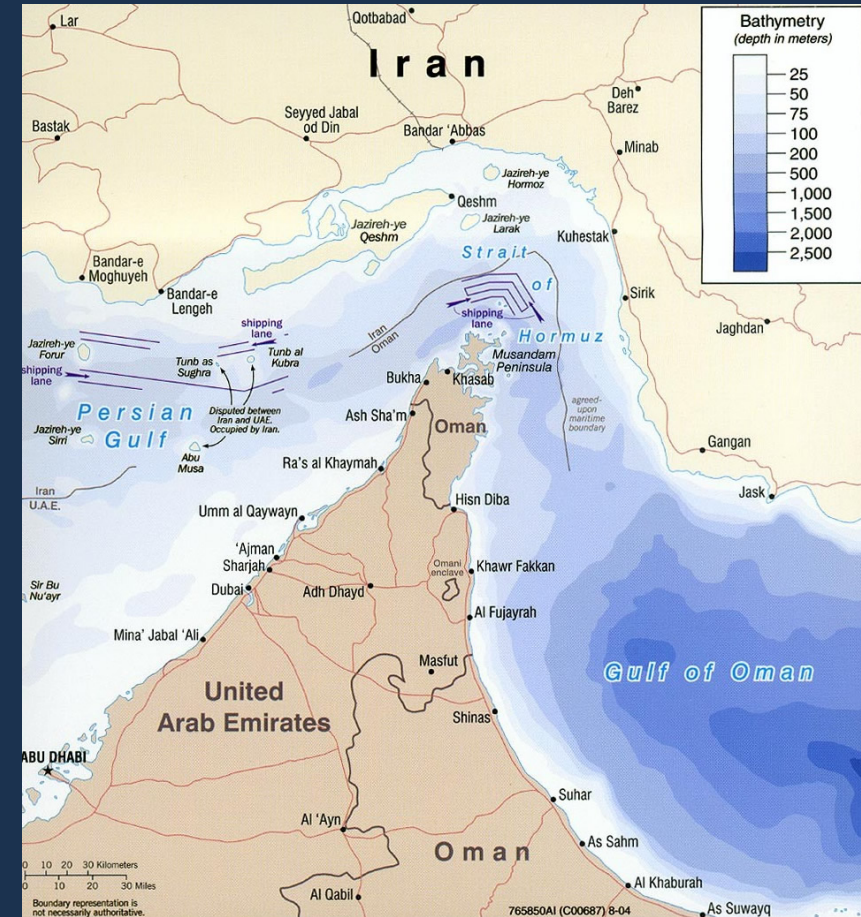 Lar
Qotbabad
Iran
Bathymetry
(depth in meters)
25
50
75
100
200
500
1,000
1,500
2,000
2,500
Deh
Barez
Seyyed Jabal
od Din
Bastak
Bandar ‘Abbas
Minab
Jazireh-ye
Hormoz
Qeshm
Jazireh-ye
Larak
Jazireh-ye
Qeshm
Kuhestak
Strait
of
Hormuz
Bandar-e
Moghuyeh
Bandar-e
Lengeh
Sirik
shipping
lane
Iran
Oman
Jaghdan
shipping
lane
Jazireh-ye
Forur
Tunb as
Sughra
Tunb al
Kubra
Musandam
Peninsula
shipping
lane
Bukha
Khasab
Persian
Gulf
Disputed between
Iran and UAE.
Occupied by Iran.
Ash Sha'm
agreed-
upon
maritime
boundary
Jazireh-ye
Sirri
Oman
Abu
Musa
Gangan
Ra's al Khaymah
Iran
U.A.E.
Jask
Hisn Diba
Umm al Qaywayn
‘Ajman
Sharjah
Omani
enclave
Khawr Fakkan
Dubai
Adh Dhayd
Sir Bu
Nu'ayr
Al Fujayrah
Mina' Jabal ‘Ali
Masfut
Gulf of Oman
United
Arab Emirates
Shinas
ABU DHABI
Suhar
Al ‘Ayn
As Sahm
Oman
0 10 20 30 Kilometers
0 10 20 30 Miles
Al Khaburah
Al Qabil
Boundary representation is
not necessarily authoritative.
765850AI (C00687) 8-04
As Suwayq